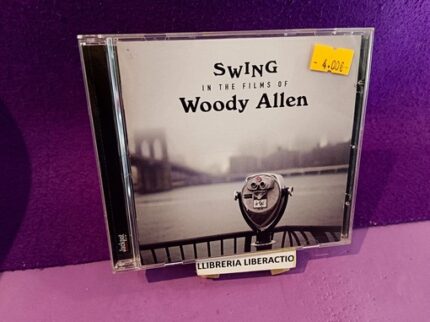 SWING
IN THE FILMS OF
Woody Allen
- 4.00€
LLIBRERIA LIBERACTIO